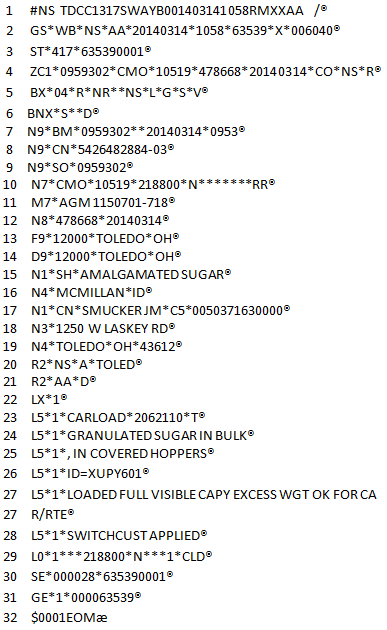 1 #NS TDCC1317SWAYB001403141058RMXXAA /®
2 GS*WB*NS*AA*20140314*1058*63539*X*006040®
3 ST*417*635390001®
4 ZC1*0959302*CMO*10519*478668*20140314*CO*NS*R®
5 BX*04*R*NR**NS*L*G*S*V®
6 BNX*S**D®
7 N9*BM*0959302**20140314*0953®
8 N9*CN*5426482884-03®
9 N9*SO*0959302®
10 N7*CMO*10519*218800*N*******RR®
11 M7*AGM 1150701-718®
12 N8*478668*20140314®
13 F9*12000*TOLEDO*OH®
14 D9*12000*TOLEDO*OH®
15 N1*SH*AMALGAMATED SUGAR®
16 N4*MCMILLAN*ID®
17 N1*CN*SMUCKER JM*C5*0050371630000®
18 N3*1250 W LASKEY RD®
19 N4*TOLEDO*OH*43612®
20 R2*NS*A*TOLED®
21 R2*AA*D®
22 LX*1®
23 L5*1*CARLOAD*2062110*T®
24 L5*1*GRANULATED SUGAR IN BULK®
25 L5*1*, IN COVERED HOPPERS®
26 L5*1*ID=XUPY601®
27 L5*1*LOADED FULL VISIBLE CAPY EXCESS WGT OK FOR CA
27 R/RTE®
28 L5*1*SWITCHCUST APPLIED®
29 L0*1***218800*N***1*CLD®
30 SE*000028*635390001®
31 GE*1*000063539®
32 $0001EOMæ